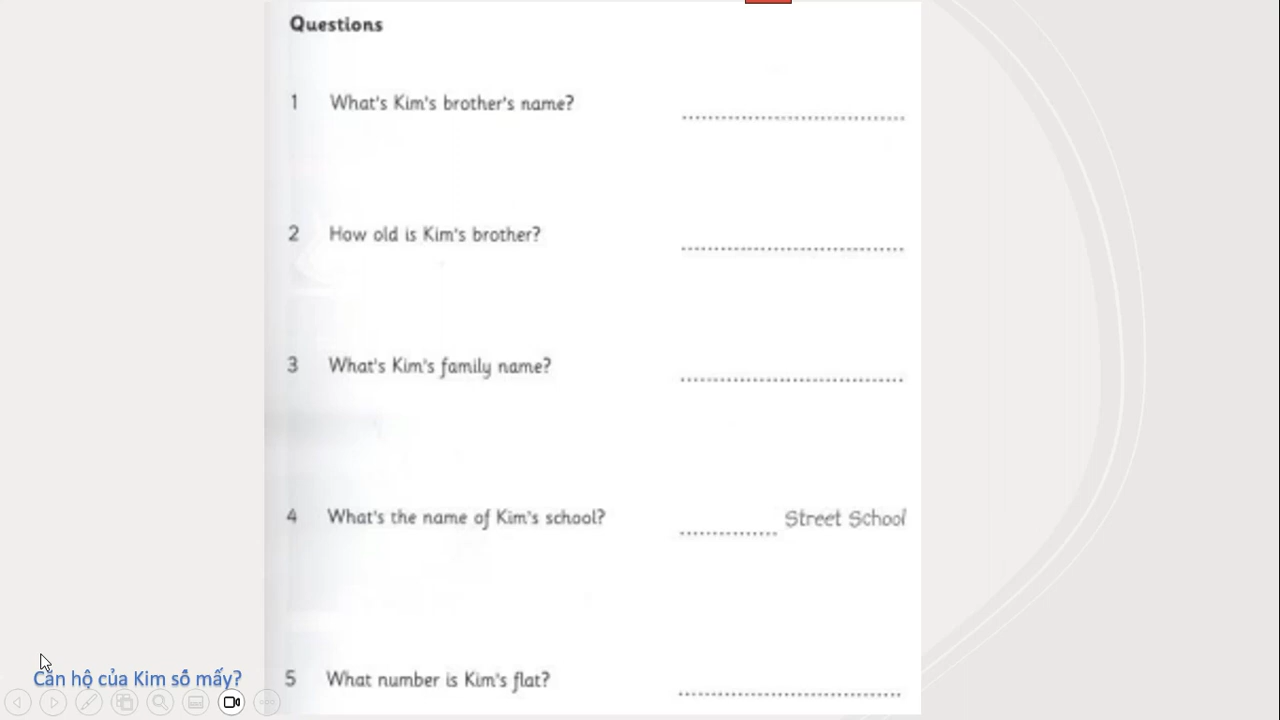 Questions
1 What's Kim's brother's name?
2 How old is Kim's brother?
3 What's Kim's family name?
4 What's the name of Kim's school? Street School
Căn hộ của Kim số mấy?
5 What number is Kim's flat?